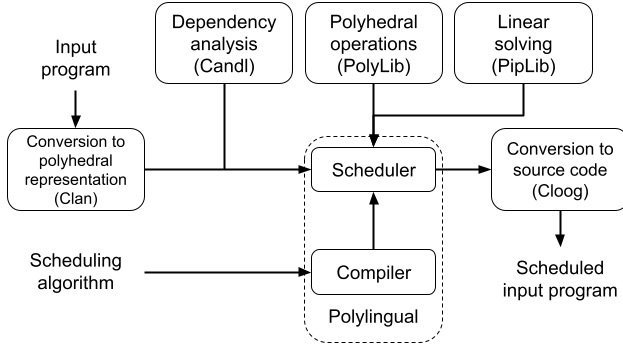 Input
program
Dependency
analysis
(Candl)
Polyhedral
operations
(PolyLib)
Linear
solving
(PipLib)
Conversion to
polyhedral
representation
(Clan)
Scheduler
Conversion to
source code
(Cloog)
Scheduling
algorithm
Compiler
Polylingual
Scheduled
input program